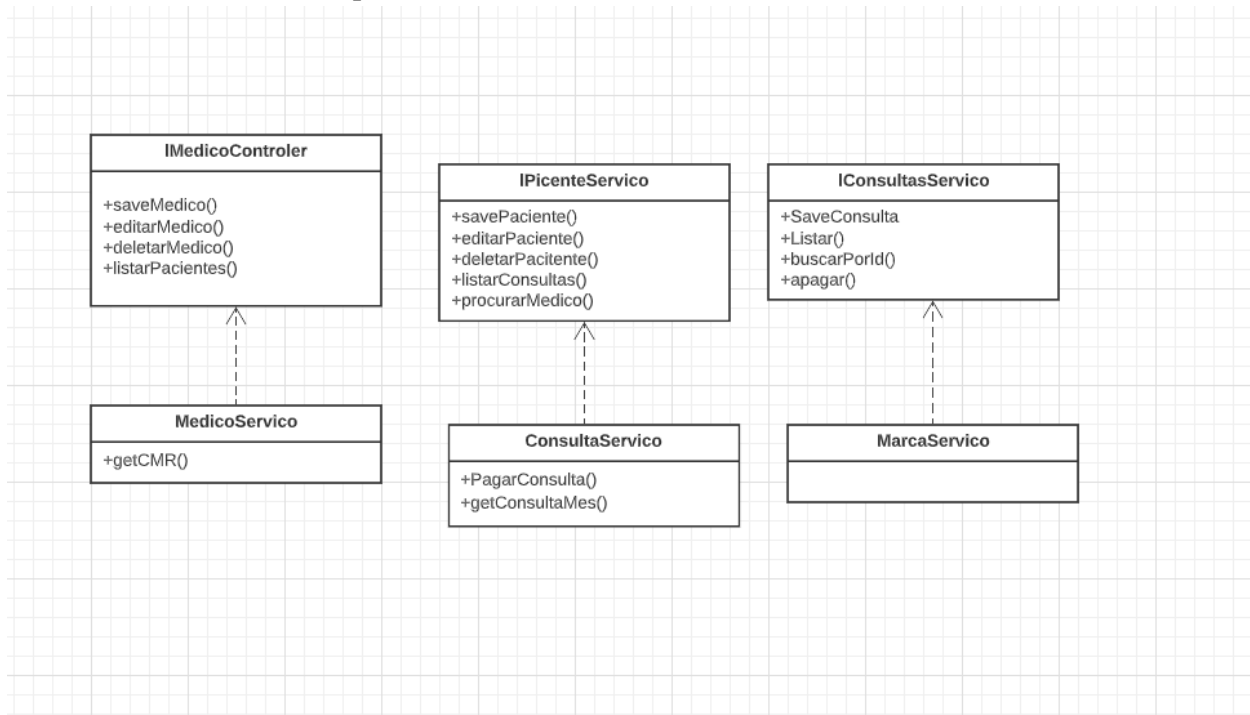 IMedicoControler
+saveMedico()
+editarMedico()
+deletarMedico()
+listarPacientes()
IPicenteServico
+savePaciente()
+editarPaciente()
+deletarPacitente()
+listarConsultas()
+procurarMedico()
IConsultasServico
+SaveConsulta
+Listar()
+buscarPorId()
+apagar()
MedicoServico
+getCMR()
ConsultaServico
+PagarConsulta()
+getConsultaMes()
MarcaServico